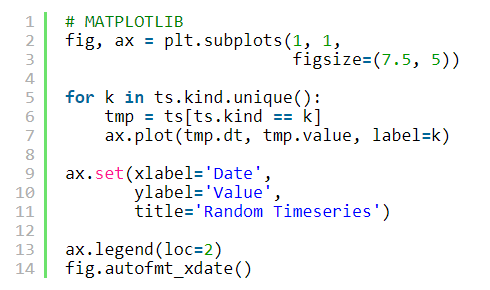 1 # MATPLOTLIB
2 fig, ax = plt.subplots(1, 1,
3                        figsize=(7.5, 5))
4
5 for k in ts.kind.unique():
6     tmp = ts[ts.kind == k]
7     ax.plot(tmp.dt, tmp.value, label=k)
8
9 ax.set(xlabel='Date',
10        ylabel='Value',
11        title='Random Timeseries')
12
13 ax.legend(loc=2)
14 fig.autofmt_xdate()